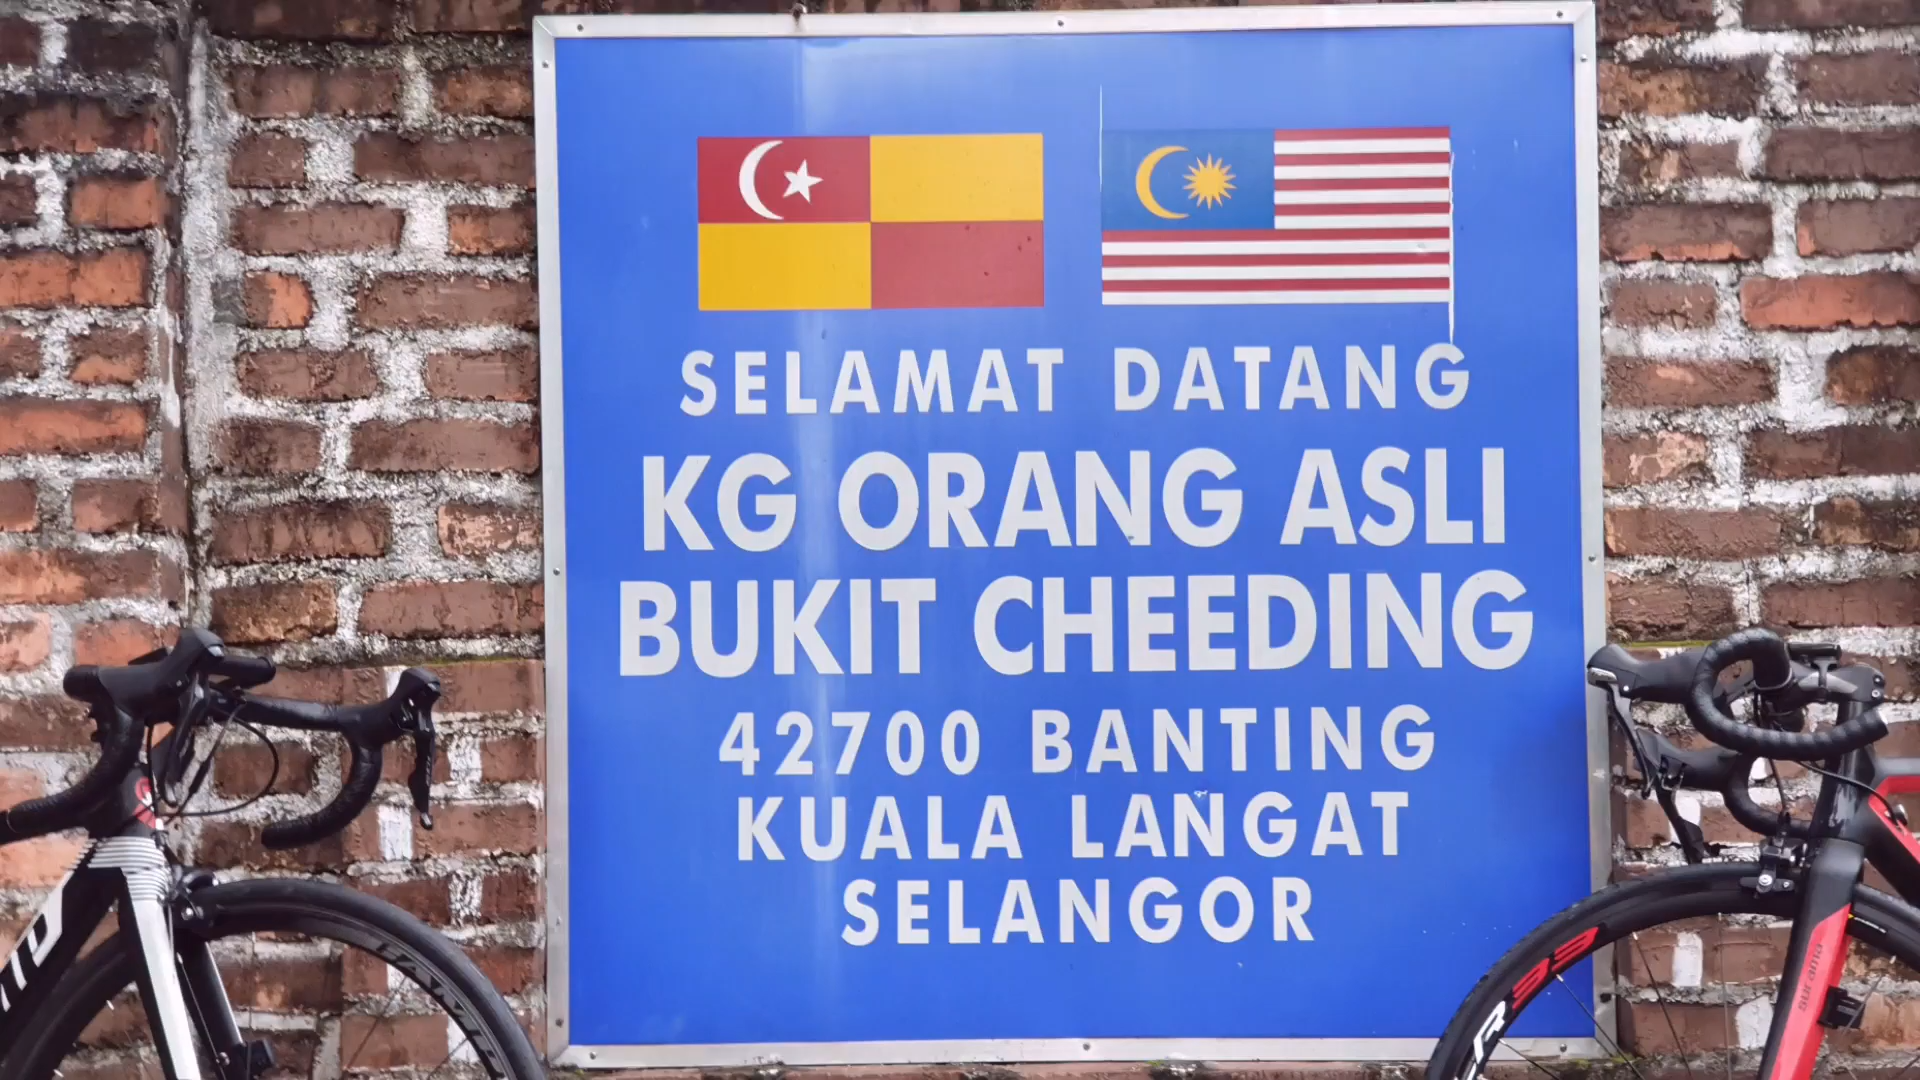 SELAMAT DATANG
KG ORANG ASLI
BUKIT CHEEDING
42700 BANTING
KUALA LANGAT
SELANGOR